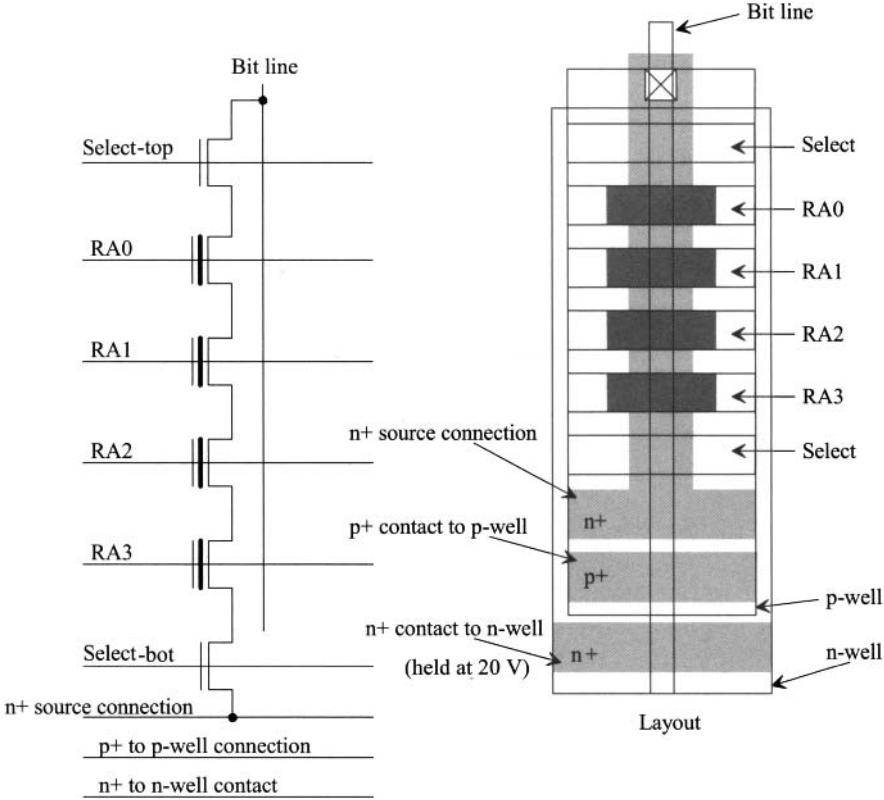 Bit line
Select-top
RA0
RA1
RA2
RA3
Select-bot
n+ source connection
p+ to p-well connection
n+ to n-well contact
Bit line
Select
RA0
RA1
RA2
RA3
Select
n+ source connection
n+
p+ contact to p-well
p+
p-well
n+ contact to n-well
(held at 20 V)
n+
n-well
Layout